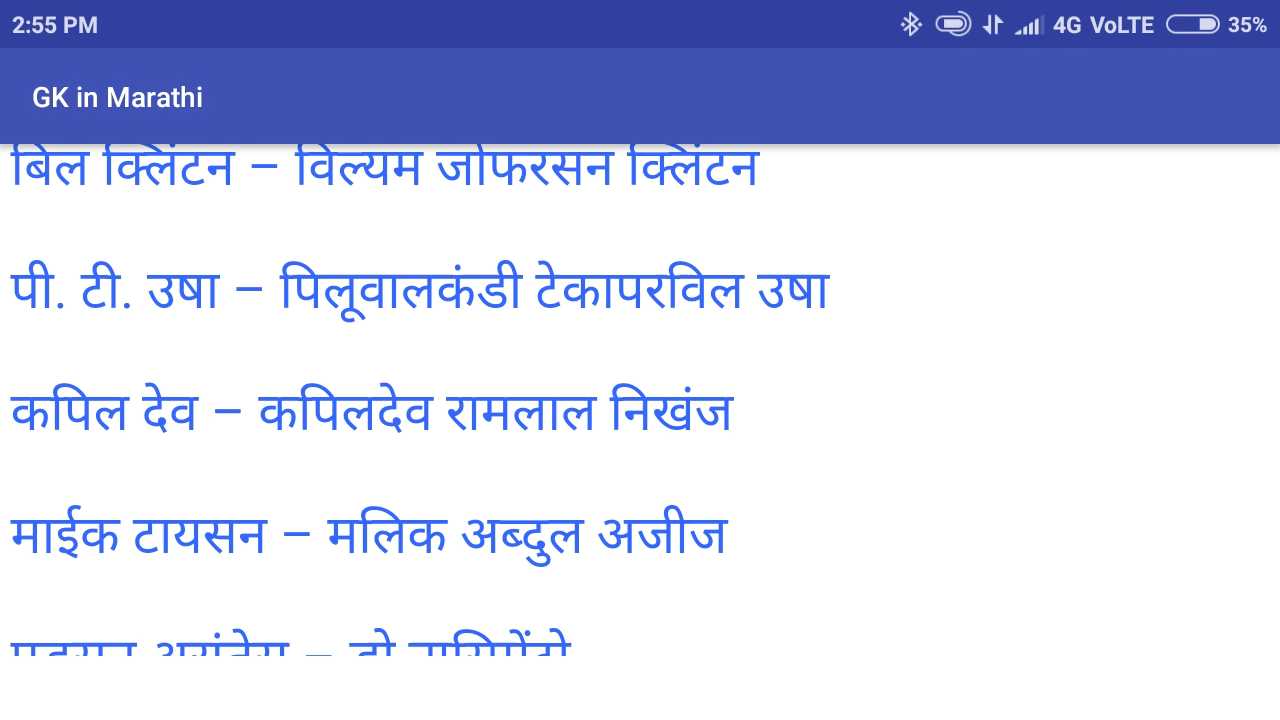 2:55 PM
4G VoLTE 35%
GK in Marathi
बिल क्लिंटन – विल्यम जोफरसन क्लिंटन
पी. टी. उषा – पिलूवालकंडी टेकापरविल उषा
कपिल देव – कपिलदेव रामलाल निखंज
माईक टायसन – मलिक अब्दुल अजीज